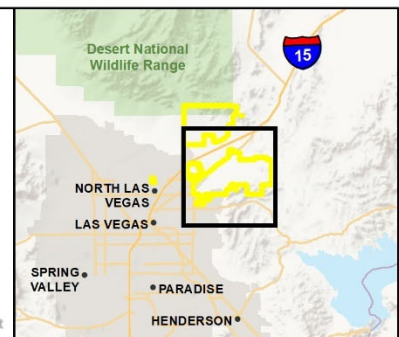 Desert National
Wildlife Range
15
NORTH LAS
VEGAS
LAS VEGAS
SPRING
VALLEY
PARADISE
HENDERSON